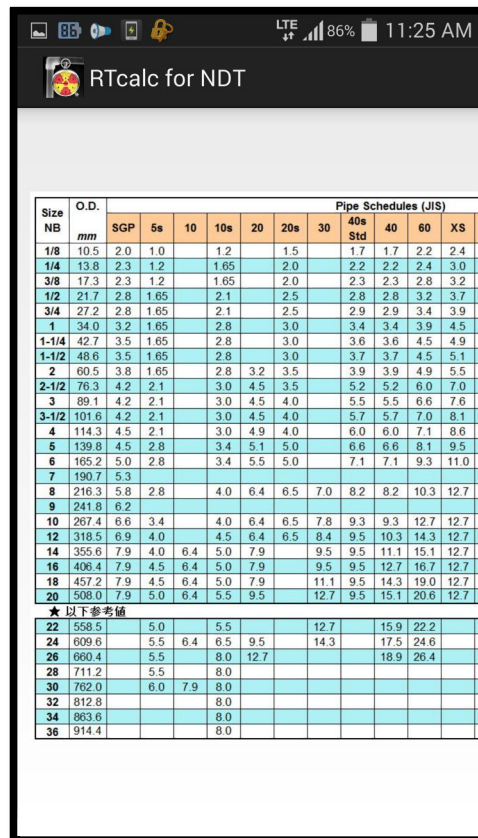 86 LTE 86% 11:25 AM
RTcalc for NDT
Size NB O.D. mm Pipe Schedules (JIS)
SGP 5s 10 10s 20 20s 30 40s Std 40 60 XS
1/8 10.5 2.0 1.0 1.2 1.5 1.7 1.7 2.2 2.4
1/4 13.8 2.3 1.2 1.65 2.0 2.2 2.2 2.4 3.0
3/8 17.3 2.3 1.2 1.65 2.0 2.3 2.3 2.8 3.2
1/2 21.7 2.8 1.65 2.1 2.5 2.8 2.8 3.2 3.7
3/4 27.2 2.8 1.65 2.1 2.5 2.9 2.9 3.4 3.9
1 34.0 3.2 1.65 2.8 3.0 3.4 3.4 3.9 4.5
1-1/4 42.7 3.5 1.65 2.8 3.0 3.6 3.6 4.5 4.9
1-1/2 48.6 3.5 1.65 2.8 3.0 3.7 3.7 4.5 5.1
2 60.5 3.8 1.65 2.8 3.2 3.5 3.9 3.9 4.9 5.5
2-1/2 76.3 4.2 2.1 3.0 4.5 3.5 5.2 5.2 6.0 7.0
3 89.1 4.2 2.1 3.0 4.5 4.0 5.5 5.5 6.6 7.6
3-1/2 101.6 4.2 2.1 3.0 4.5 4.0 5.7 5.7 7.0 8.1
4 114.3 4.5 2.1 3.0 4.9 4.0 6.0 6.0 7.1 8.6
5 139.8 4.5 2.8 3.4 5.1 5.0 6.6 6.6 8.1 9.5
6 165.2 5.0 2.8 3.4 5.5 5.0 7.1 7.1 9.3 11.0
7 190.7 5.3
8 216.3 5.8 2.8 4.0 6.4 6.5 7.0 8.2 8.2 10.3 12.7
9 241.8 6.2
10 267.4 6.6 3.4 4.0 6.4 6.5 7.8 9.3 9.3 12.7 12.7
12 318.5 6.9 4.0 4.5 6.4 6.5 8.4 9.5 10.3 14.3 12.7
14 355.6 7.9 4.0 6.4 5.0 7.9 9.5 9.5 11.1 15.1 12.7
16 406.4 7.9 4.5 6.4 5.0 7.9 9.5 9.5 12.7 16.7 12.7
18 457.2 7.9 4.5 6.4 5.0 7.9 11.1 9.5 14.3 19.0 12.7
20 508.0 7.9 5.0 6.4 5.5 9.5 12.7 9.5 15.1 20.6 12.7
★ 以下参考値
22 558.5 5.0 5.5 12.7 15.9 22.2
24 609.6 5.5 6.4 6.5 9.5 14.3 17.5 24.6
26 660.4 5.5 8.0 12.7 18.9 26.4
28 711.2 5.5 8.0
30 762.0 6.0 7.9 8.0
32 812.8 8.0
34 863.6 8.0
36 914.4 8.0